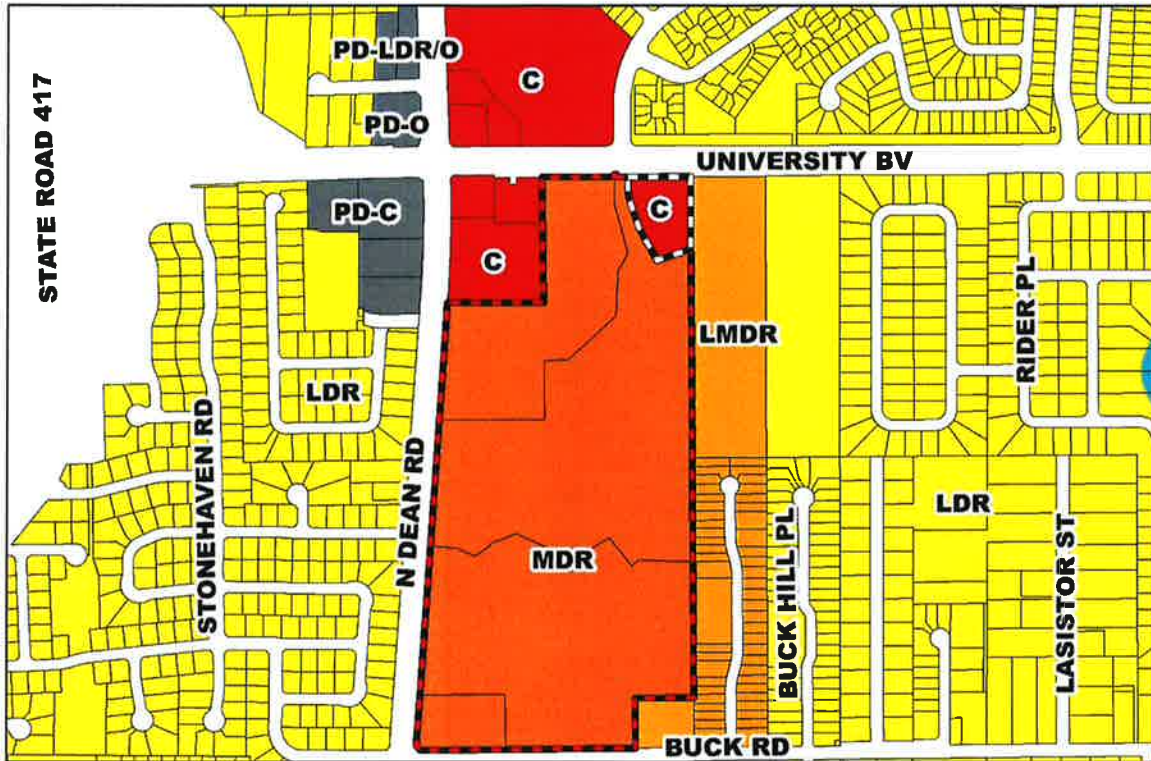 PD-LDR/O
C
STATE ROAD 417
PD-O
UNIVERSITY BV
PD-C
C
C
LMDR
RIDER PL
LDR
STONEHAVEN RD
N DEAN RD
LDR
MDR
BUCK HILL PL
LASISTOR ST
BUCK RD